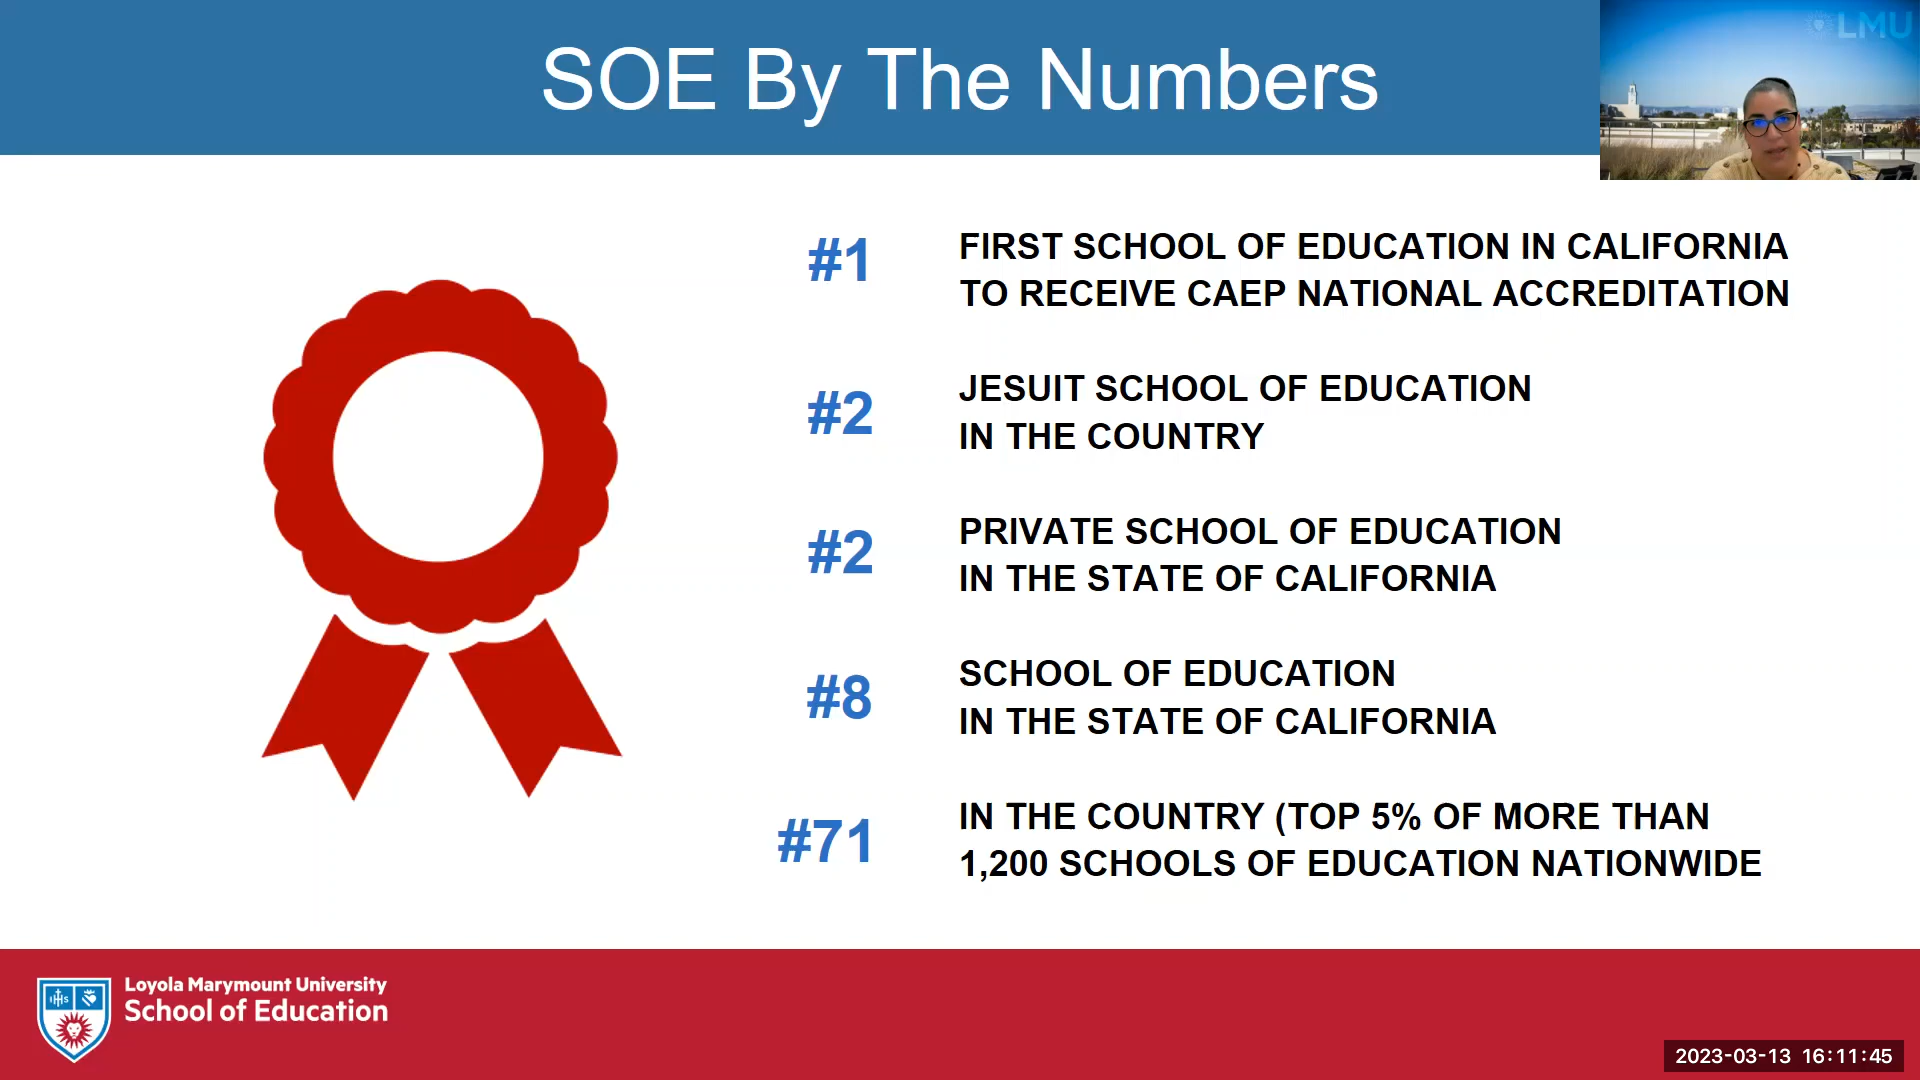 SOE By The Numbers
LMU
#1
FIRST SCHOOL OF EDUCATION IN CALIFORNIA
TO RECEIVE CAEP NATIONAL ACCREDITATION
#2
JESUIT SCHOOL OF EDUCATION
IN THE COUNTRY
#2
PRIVATE SCHOOL OF EDUCATION
IN THE STATE OF CALIFORNIA
#8
SCHOOL OF EDUCATION
IN THE STATE OF CALIFORNIA
#71
IN THE COUNTRY (TOP 5% OF MORE THAN
1,200 SCHOOLS OF EDUCATION NATIONWIDE
IHS
Loyola Marymount University
School of Education
2023-03-13 16:11:45